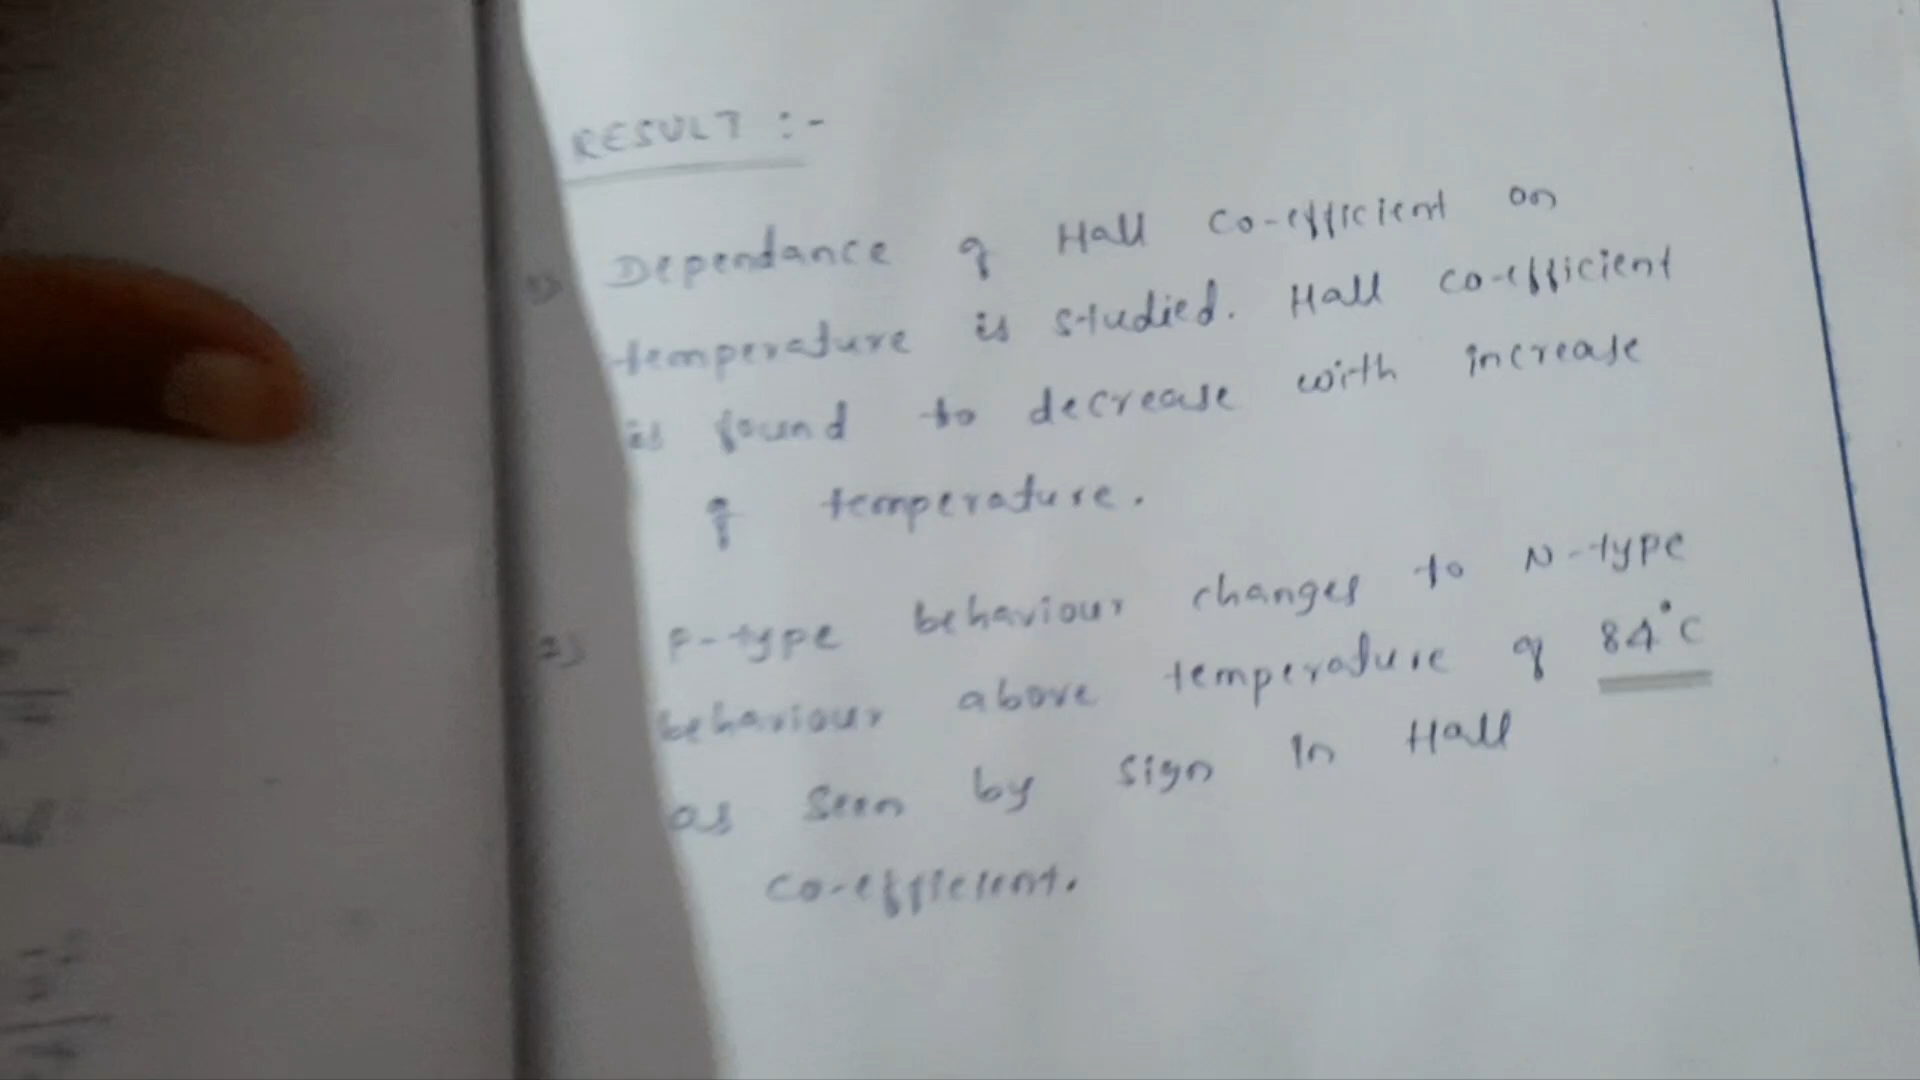 RESULT :-
1) Dependance of Hall co-efficient on
temperature is studied. Hall co-efficient
is found to decrease with increase
of temperature.
2) P-type behaviour changes to N-type
behaviour above temperature of 84°C
as seen by sign in Hall
co-efficient.